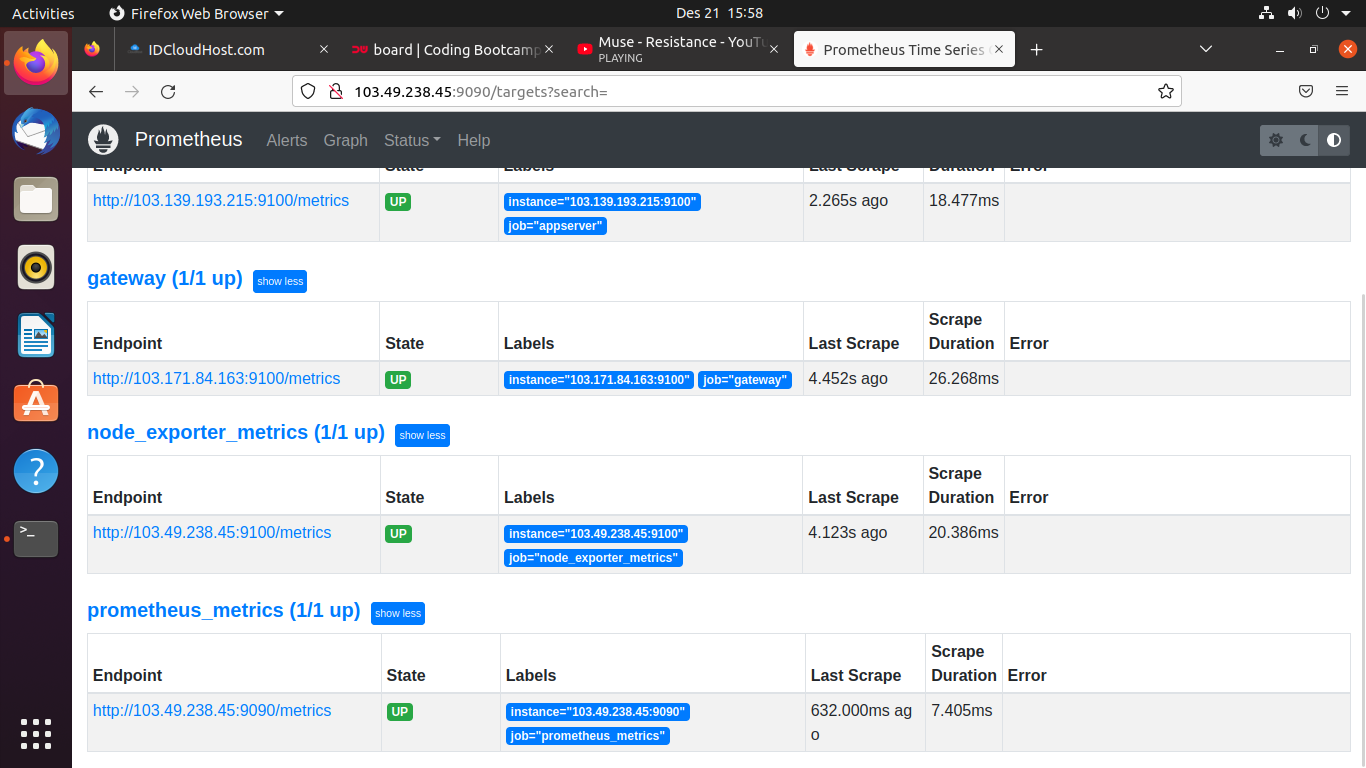 Activities Firefox Web Browser Des 21 15:58
IDCloudHost.com board | Coding Bootcamp Muse - Resistance - YouTu Prometheus Time Series
PLAYING
103.49.238.45:9090/targets?search=
Prometheus Alerts Graph Status Help
Endpoint State Labels Last Scrape Duration Error
http://103.139.193.215:9100/metrics UP instance="103.139.193.215:9100" 2.265s ago 18.477ms
job="appserver"
gateway (1/1 up) show less
Scrape
Endpoint State Labels Last Scrape Duration Error
http://103.171.84.163:9100/metrics UP instance="103.171.84.163:9100" job="gateway" 4.452s ago 26.268ms
node_exporter_metrics (1/1 up) show less
Scrape
Endpoint State Labels Last Scrape Duration Error
http://103.49.238.45:9100/metrics UP instance="103.49.238.45:9100" 4.123s ago 20.386ms
job="node_exporter_metrics"
prometheus_metrics (1/1 up) show less
Scrape
Endpoint State Labels Last Scrape Duration Error
http://103.49.238.45:9090/metrics UP instance="103.49.238.45:9090" 632.000ms ag 7.405ms
job="prometheus_metrics" o